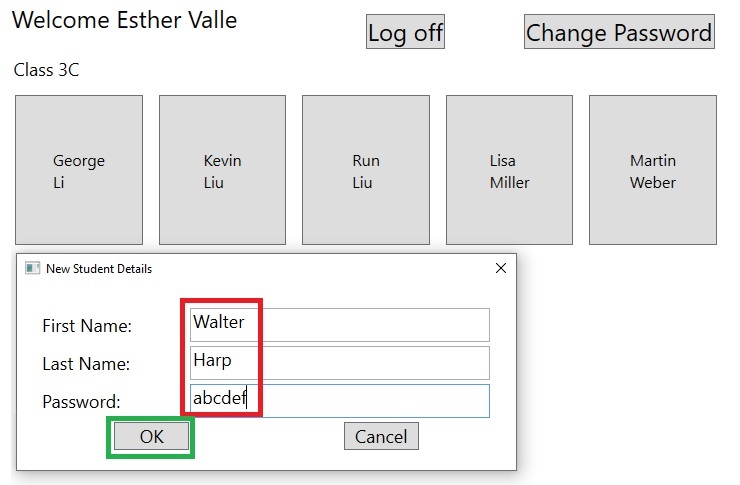 Welcome Esther Valle
Log off
Change Password
Class 3C
George
Li
Kevin
Liu
Run
Liu
Lisa
Miller
Martin
Weber
New Student Details
First Name:
Walter
Last Name:
Harp
Password:
abcdef
OK
Cancel